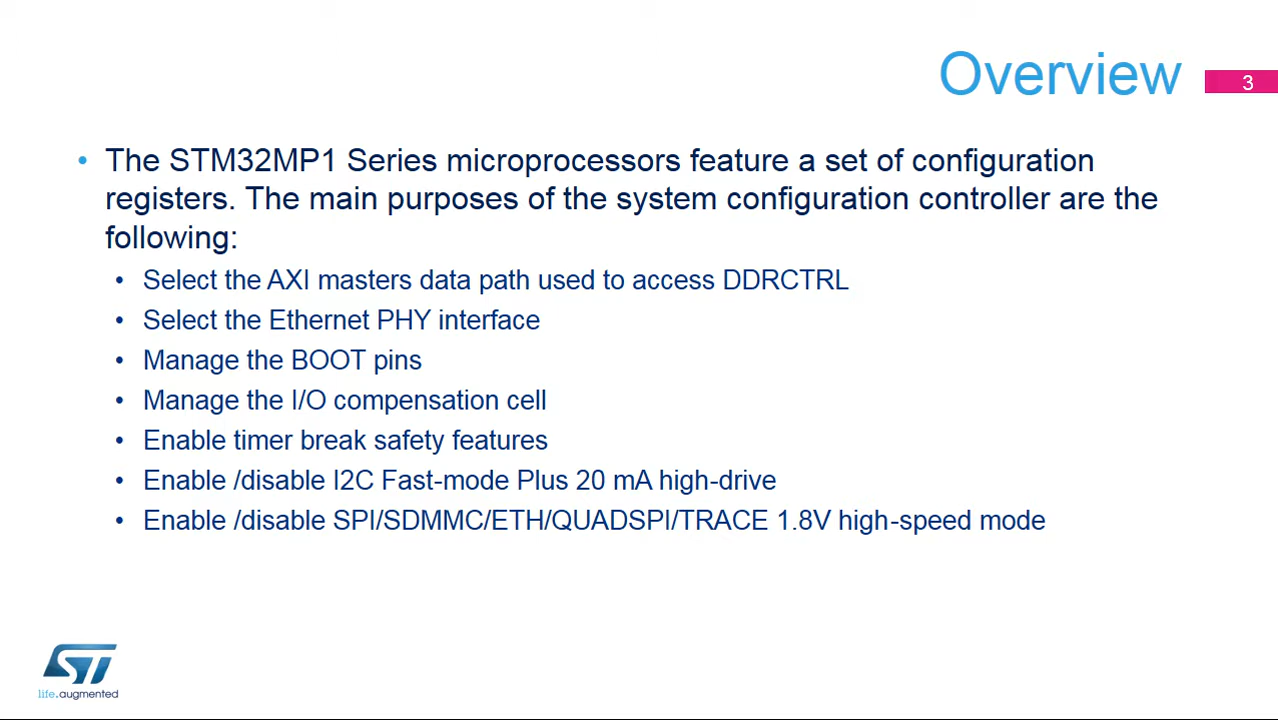 Overview
3
• The STM32MP1 Series microprocessors feature a set of configuration
registers. The main purposes of the system configuration controller are the
following:
• Select the AXI masters data path used to access DDRCTRL
• Select the Ethernet PHY interface
• Manage the BOOT pins
• Manage the I/O compensation cell
• Enable timer break safety features
• Enable /disable I2C Fast-mode Plus 20 mA high-drive
• Enable /disable SPI/SDMMC/ETH/QUADSPI/TRACE 1.8V high-speed mode
ST
life.augmented